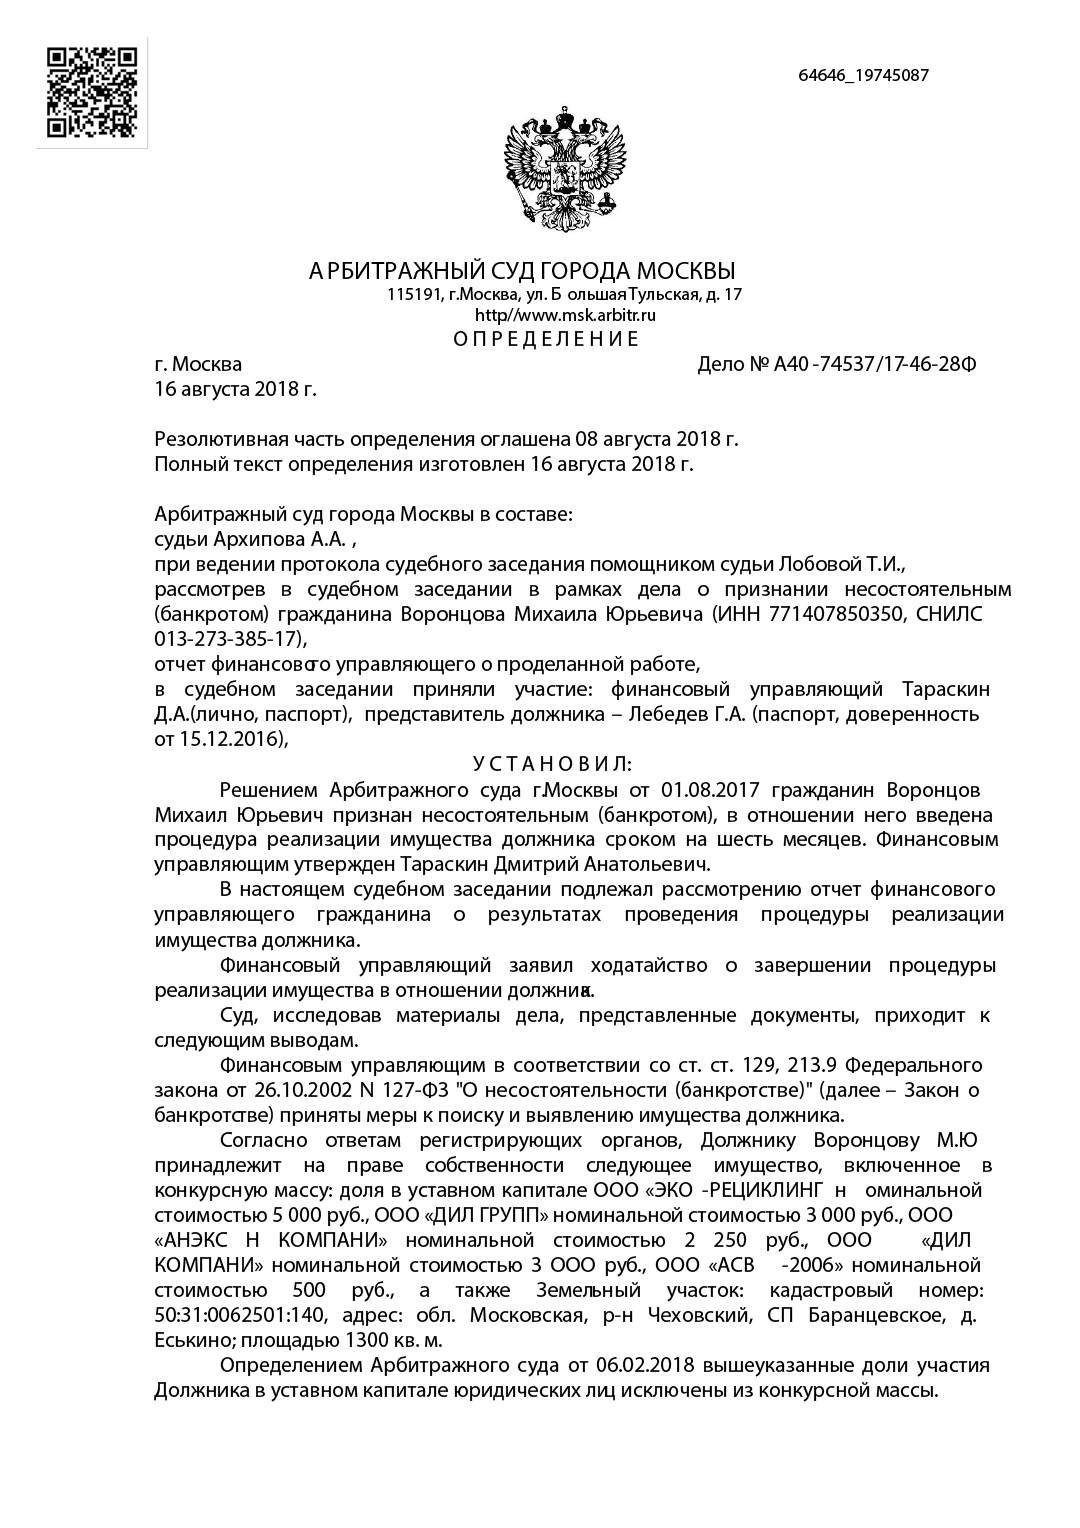 64646_19745087
АРБИТРАЖНЫЙ СУД ГОРОДА МОСКВЫ
115191, г.Москва, ул. Большая Тульская, д. 17
http//www.msk.arbitr.ru
О П Р Е Д Е Л Е Н И Е
г. Москва Дело № А40-74537/17-46-28Ф
16 августа 2018 г.
Резолютивная часть определения оглашена 08 августа 2018 г.
Полный текст определения изготовлен 16 августа 2018 г.
Арбитражный суд города Москвы в составе:
судьи Архипова А.А. ,
при ведении протокола судебного заседания помощником судьи Лобовой Т.И.,
рассмотрев в судебном заседании в рамках дела о признании несостоятельным
(банкротом) гражданина Воронцова Михаила Юрьевича (ИНН 771407850350, СНИЛС
013-273-385-17),
отчет финансового управляющего о проделанной работе,
в судебном заседании приняли участие: финансовый управляющий Тараскин
Д.А.(лично, паспорт), представитель должника – Лебедев Г.А. (паспорт, доверенность
от 15.12.2016),
У С Т А Н О В И Л:
Решением Арбитражного суда г.Москвы от 01.08.2017 гражданин Воронцов
Михаил Юрьевич признан несостоятельным (банкротом), в отношении него введена
процедура реализации имущества должника сроком на шесть месяцев. Финансовым
управляющим утвержден Тараскин Дмитрий Анатольевич.
В настоящем судебном заседании подлежал рассмотрению отчет финансового
управляющего гражданина о результатах проведения процедуры реализации
имущества должника.
Финансовый управляющий заявил ходатайство о завершении процедуры
реализации имущества в отношении должника.
Суд, исследовав материалы дела, представленные документы, приходит к
следующим выводам.
Финансовым управляющим в соответствии со ст. ст. 129, 213.9 Федерального
закона от 26.10.2002 N 127-ФЗ "О несостоятельности (банкротстве)" (далее – Закон о
банкротстве) приняты меры к поиску и выявлению имущества должника.
Согласно ответам регистрирующих органов, Должнику Воронцову М.Ю
принадлежит на праве собственности следующее имущество, включенное в
конкурсную массу: доля в уставном капитале ООО «ЭКО -РЕЦИКЛИНГ номинальной
стоимостью 5 000 руб., ООО «ДИЛ ГРУПП» номинальной стоимостью 3 000 руб., ООО
«АНЭКС Н КОМПАНИ» номинальной стоимостью 2 250 руб., ООО «ДИЛ
КОМПАНИ» номинальной стоимостью 3 ООО руб., ООО «АСВ -2006» номинальной
стоимостью 500 руб., а также Земельный участок: кадастровый номер:
50:31:0062501:140, адрес: обл. Московская, р-н Чеховский, СП Баранцевское, д.
Еськино; площадью 1300 кв. м.
Определением Арбитражного суда от 06.02.2018 вышеуказанные доли участия
Должника в уставном капитале юридических лиц исключены из конкурсной массы.